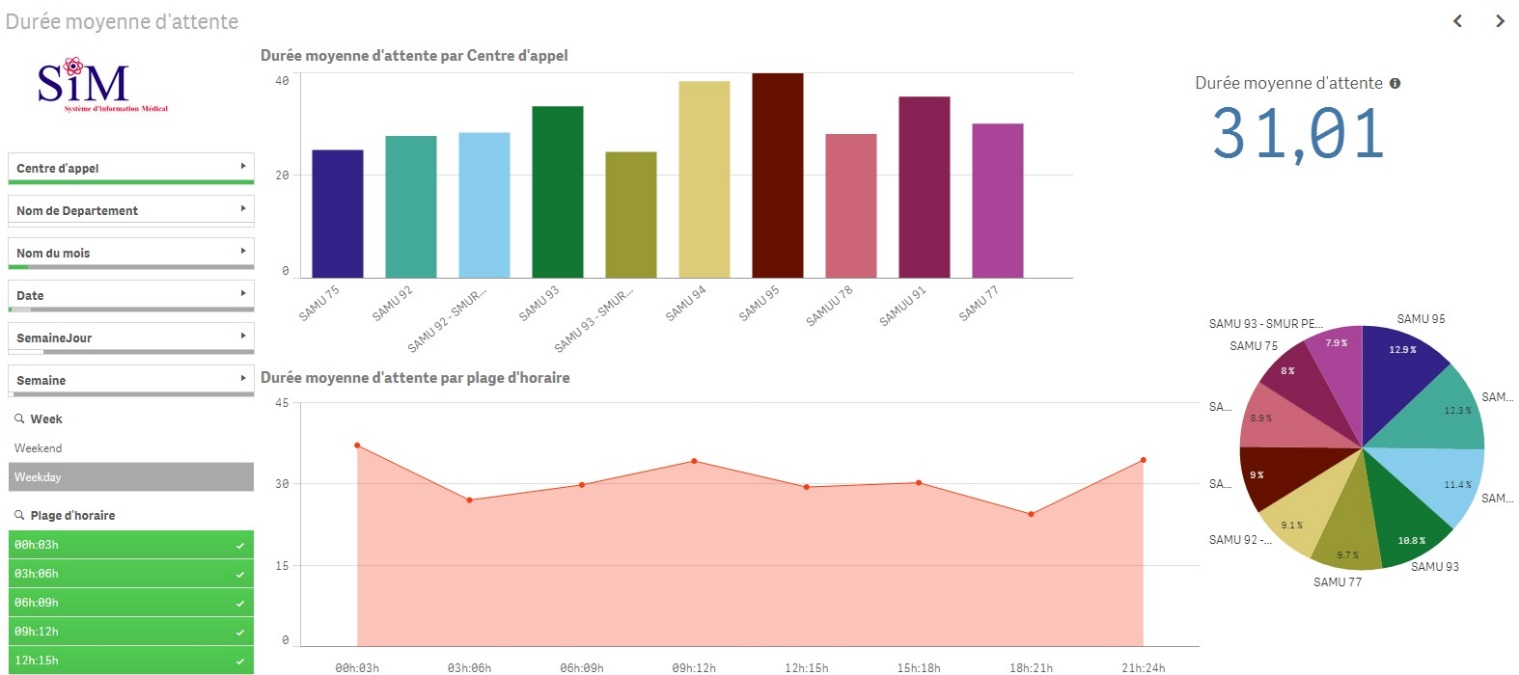 Durée moyenne d'attente
SiM
Système d'Information Médical
Centre d'appel
Nom de Departement
Nom du mois
Date
SemaineJour
Semaine
Week
Weekend
Weekday
Plage d'horaire
00h:03h
03h:06h
06h:09h
09h:12h
12h:15h
Durée moyenne d'attente par Centre d'appel
40
20
0
SAMU 75
SAMU 92
SAMU 92 - SMUR...
SAMU 93
SAMU 93 - SMUR...
SAMU 94
SAMU 95
SAMUU 78
SAMUU 91
SAMU 77
Durée moyenne d'attente par plage d'horaire
45
30
15
0
00h:03h
03h:06h
06h:09h
09h:12h
12h:15h
15h:18h
18h:21h
21h:24h
Durée moyenne d'attente
31,01
SAMU 95
12.9 %
SAM...
12.3 %
SAM...
11.4 %
SAMU 93
10.8 %
SAMU 77
9.7 %
SAMU 92 -...
9.1 %
SA...
9 %
SA...
8.9 %
SAMU 75
8 %
SAMU 93 - SMUR PE...
7.9 %